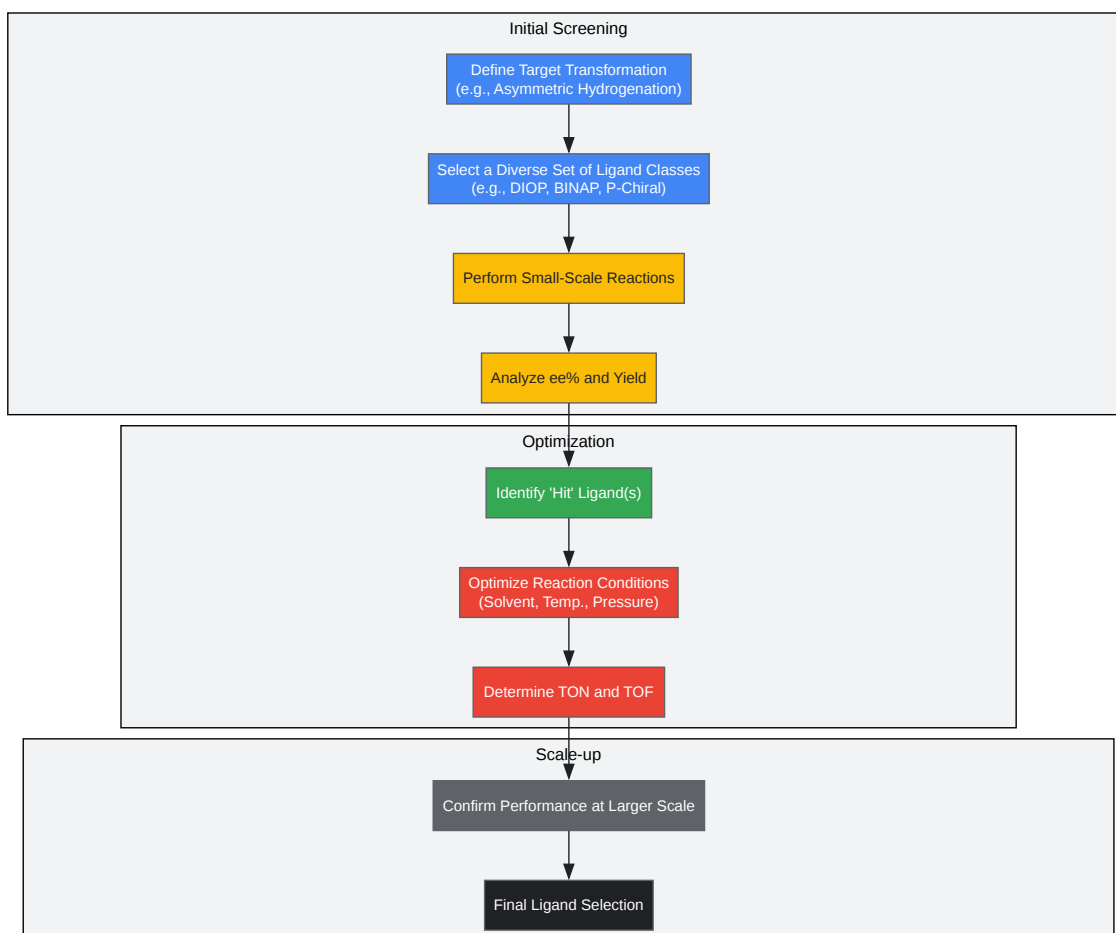 Initial Screening
Define Target Transformation
(e.g., Asymmetric Hydrogenation)
Select a Diverse Set of Ligand Classes
(e.g., DIOP, BINAP, P-Chiral)
Perform Small-Scale Reactions
Analyze ee% and Yield
Optimization
Identify 'Hit' Ligand(s)
Optimize Reaction Conditions
(Solvent, Temp., Pressure)
Determine TON and TOF
Scale-up
Confirm Performance at Larger Scale
Final Ligand Selection